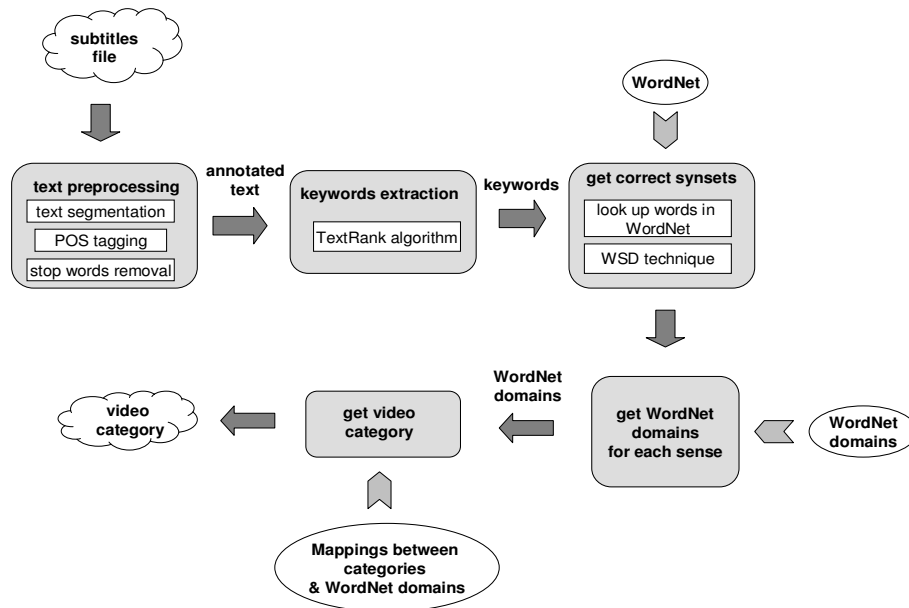 subtitles
file
WordNet
text preprocessing
text segmentation
POS tagging
stop words removal
annotated
text
keywords extraction
TextRank algorithm
keywords
get correct synsets
look up words in
WordNet
WSD technique
video
category
get video
category
WordNet
domains
get WordNet
domains
for each sense
WordNet
domains
Mappings between
categories
& WordNet domains